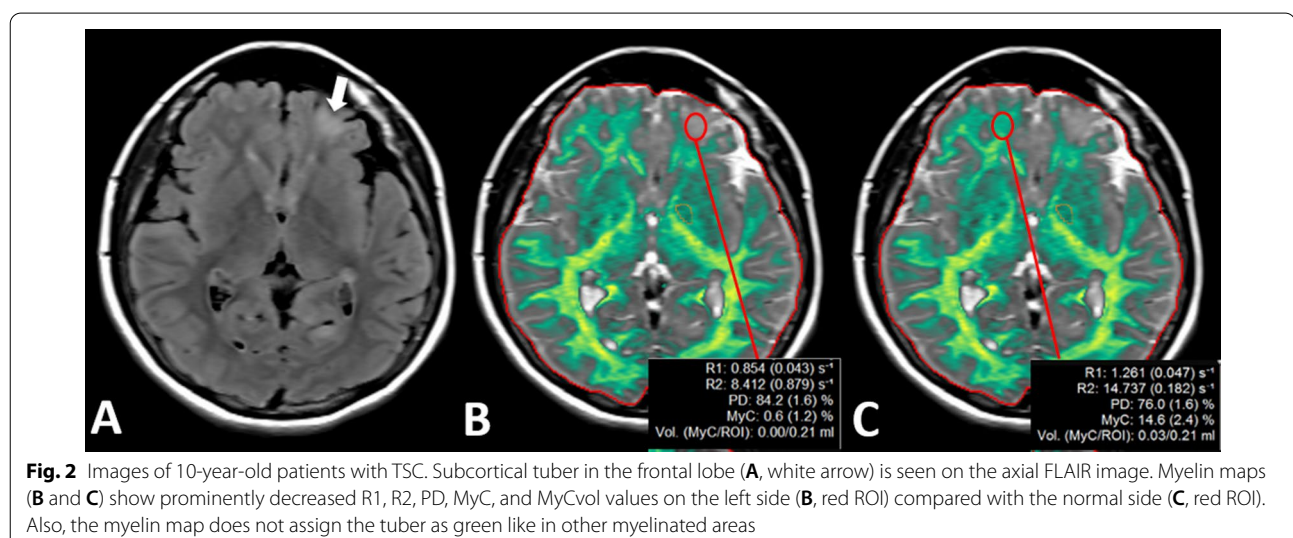 A
B
R1: 0.854 (0.043) s⁻¹
R2: 8.412 (0.879) s⁻¹
PD: 84.2 (1.6) %
MyC: 0.6 (1.2) %
Vol. (MyC/ROI): 0.00/0.21 ml
C
R1: 1.261 (0.047) s⁻¹
R2: 14.737 (0.182) s⁻¹
PD: 76.0 (1.6) %
MyC: 14.6 (2.4) %
Vol. (MyC/ROI): 0.03/0.21 ml
Fig. 2 Images of 10-year-old patients with TSC. Subcortical tuber in the frontal lobe (A, white arrow) is seen on the axial FLAIR image. Myelin maps
(B and C) show prominently decreased R1, R2, PD, MyC, and MyCvol values on the left side (B, red ROI) compared with the normal side (C, red ROI).
Also, the myelin map does not assign the tuber as green like in other myelinated areas